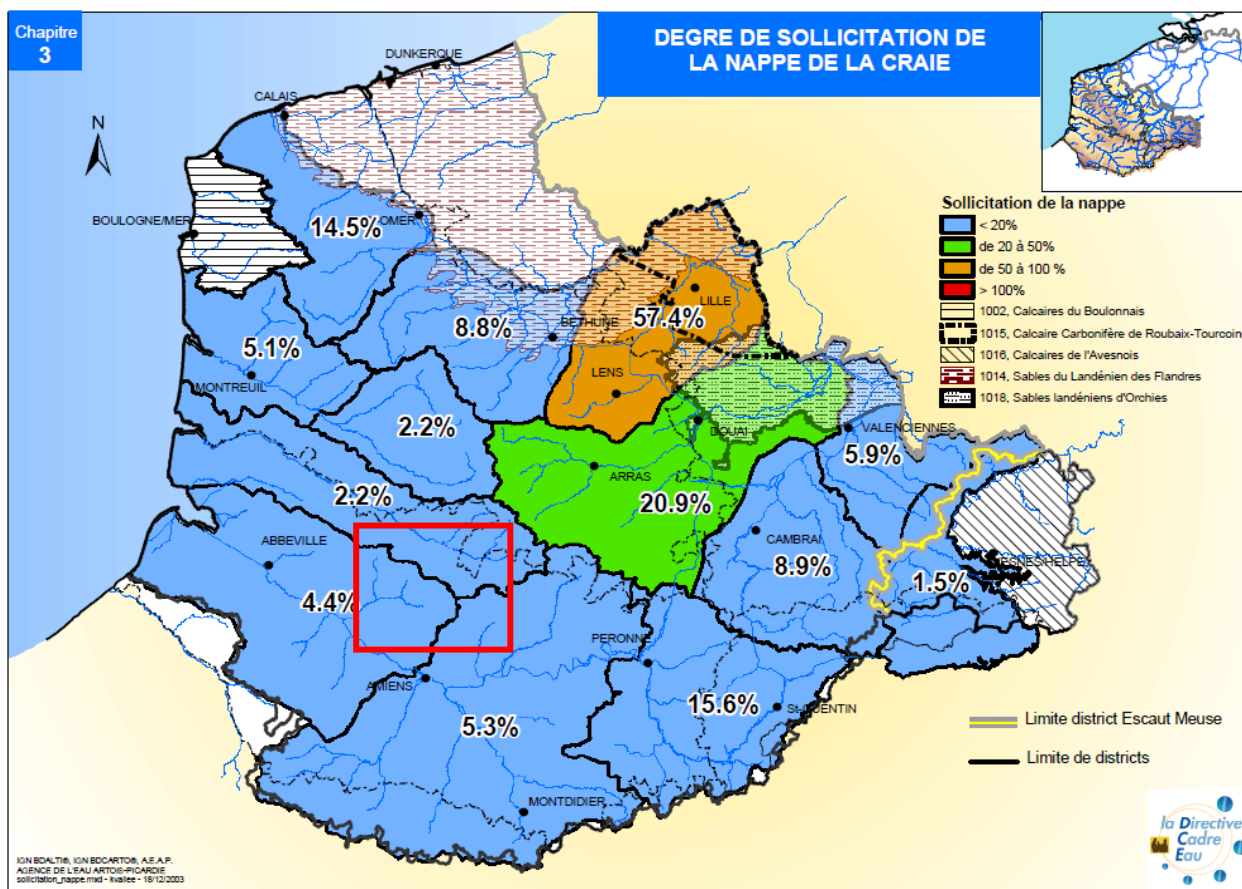 Chapitre
3
DEGRE DE SOLLICITATION DE
LA NAPPE DE LA CRAIE
DUNKERQUE
CALAIS
N
BOULOGNE/MER
14.5%
OMER
Sollicitation de la nappe
< 20%
de 20 à 50%
de 50 à 100 %
> 100%
1002, Calcaires du Boulonnais
1015, Calcaire Carbonifère de Roubaix-Tourcoin
1016, Calcaires de l'Avesnois
1014, Sables du Landénien des Flandres
1018, Sables landéniens d'Orchies
LILLE
57.4%
8.8%
BETHUNE
5.1%
MONTREUIL
LENS
2.2%
DOUAI
VALENCIENNES
5.9%
ARRAS
2.2%
20.9%
ABBEVILLE
CAMBRAI
8.9%
ESNES/HELPE
1.5%
4.4%
PERONNE
AMIENS
15.6%
St-QUENTIN
5.3%
Limite district Escaut Meuse
Limite de districts
MONTDIDIER
la Directive
Cadre
Eau
IGN BDALTI®, IGN BDCARTO®, A.E.A.P.
AGENCE DE L'EAU ARTOIS-PICARDIE
solicitation_nappe.mxd - kvallee - 18/12/2003